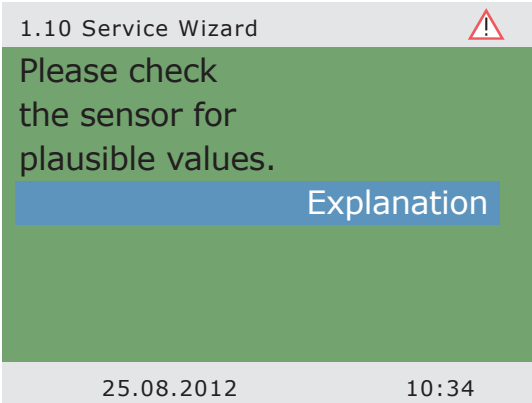 1.10 Service Wizard
Please check
the sensor for
plausible values.
Explanation
25.08.2012 10:34